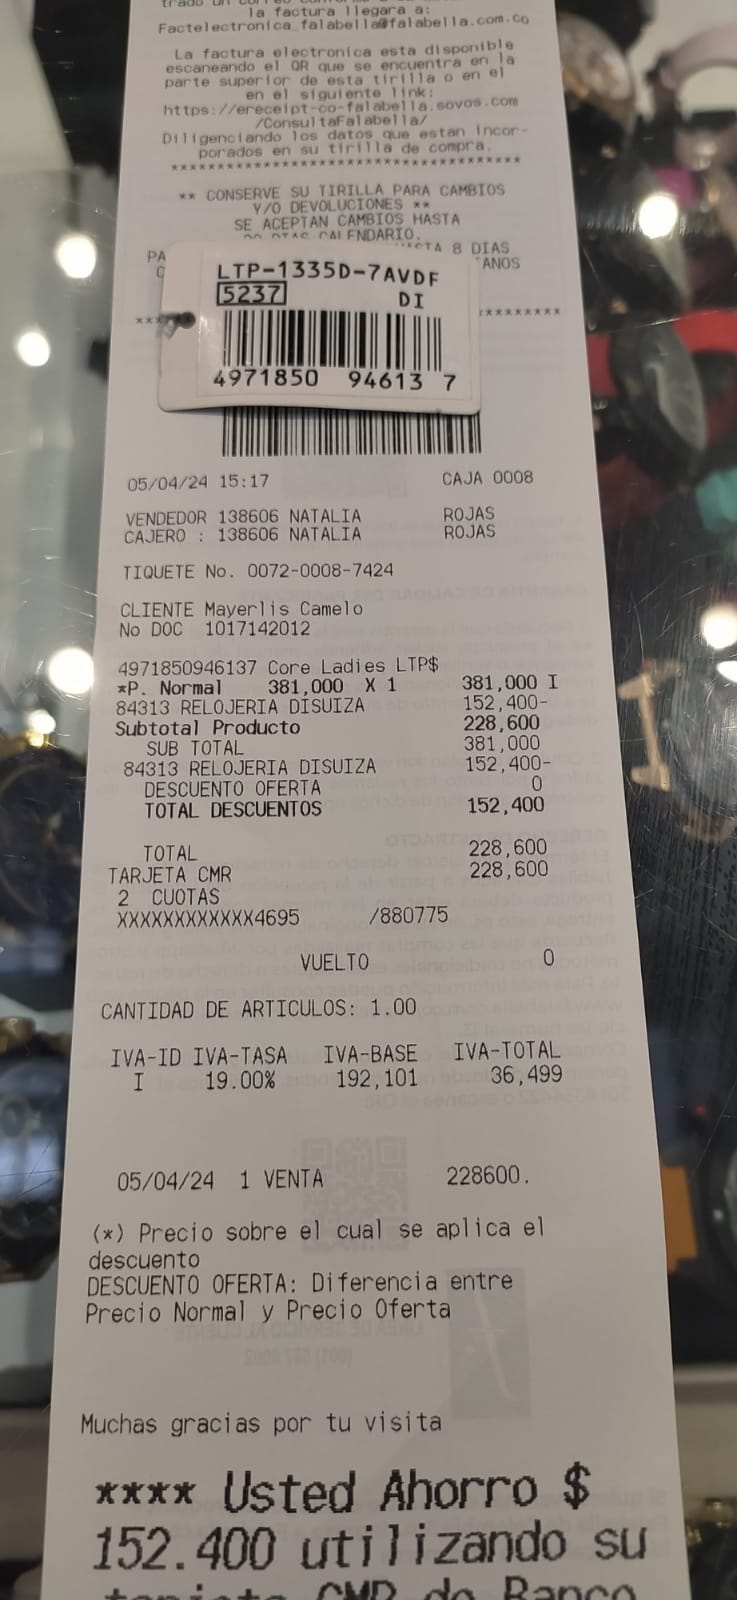 la factura llegara a:
Factelectronica_falabella@falabella.com.co
La factura electronica esta disponible
escaneando el QR que se encuentra en la
parte superior de esta tirilla o en el
en el siguiente link:
https://ereceipt-co-falabella.sovos.com
/ConsultaFalabella/
Diligenciando los datos que estan incor-
porados en su tirilla de compra.
****************************************
** CONSERVE SU TIRILLA PARA CAMBIOS
Y/O DEVOLUCIONES **
SE ACEPTAN CAMBIOS HASTA
DIAS CALENDARIO.
PA 8 DIAS
LTP-1335D-7AVDF
5237 DI
4971850 94613 7
05/04/24 15:17 CAJA 0008
VENDEDOR 138606 NATALIA ROJAS
CAJERO : 138606 NATALIA ROJAS
TIQUETE No. 0072-0008-7424
CLIENTE Mayerlis Camelo
No DOC 1017142012
4971850946137 Core Ladies LTP$
*P. Normal 381,000 X 1 381,000 I
84313 RELOJERIA DISUIZA 152,400-
Subtotal Producto 228,600
SUB TOTAL 381,000
84313 RELOJERIA DISUIZA 152,400-
DESCUENTO OFERTA 0
TOTAL DESCUENTOS 152,400
TOTAL 228,600
TARJETA CMR 228,600
2 CUOTAS
XXXXXXXXXXXX4695 /880775
VUELTO 0
CANTIDAD DE ARTICULOS: 1.00
IVA-ID IVA-TASA IVA-BASE IVA-TOTAL
I 19.00% 192,101 36,499
05/04/24 1 VENTA 228600.
(*) Precio sobre el cual se aplica el
descuento
DESCUENTO OFERTA: Diferencia entre
Precio Normal y Precio Oferta
Muchas gracias por tu visita
**** Usted Ahorro $
152.400 utilizando su
tarjeta CMR de Banco